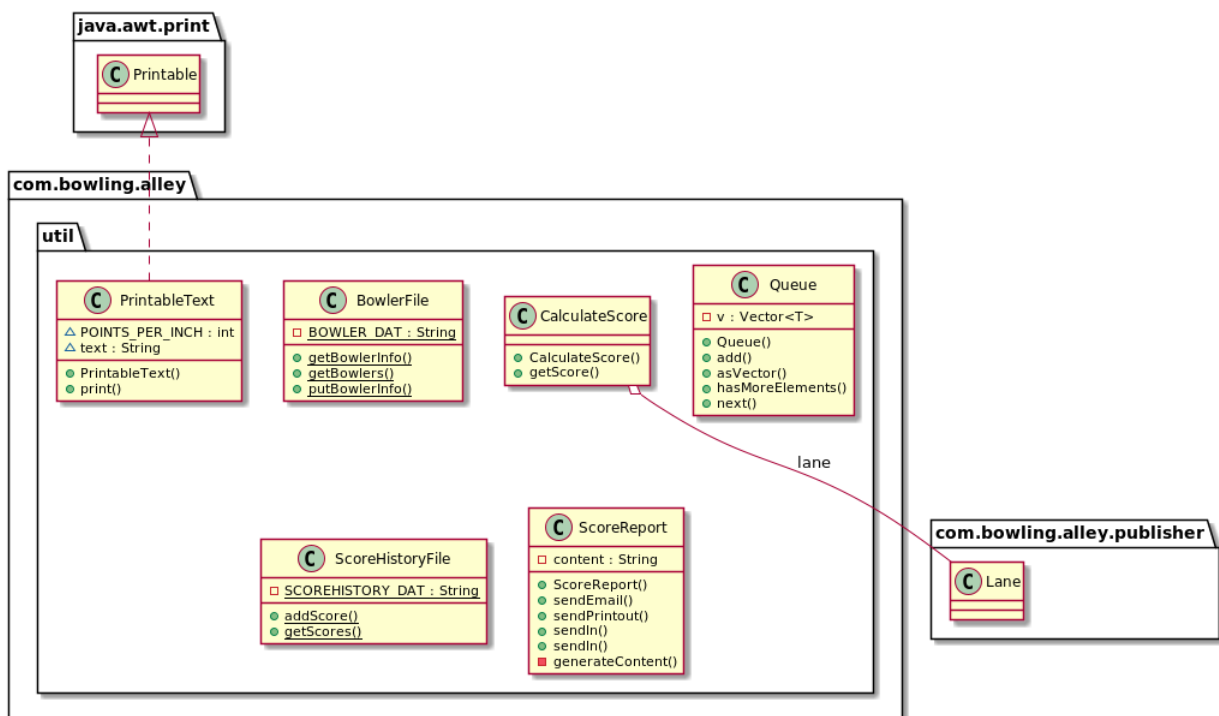 java.awt.print
C Printable
com.bowling.alley
util
C PrintableText
POINTS_PER_INCH : int
text : String
PrintableText()
print()
C BowlerFile
BOWLER_DAT : String
getBowlerInfo()
getBowlers()
putBowlerInfo()
C CalculateScore
CalculateScore()
getScore()
C Queue
v : Vector<T>
Queue()
add()
asVector()
hasMoreElements()
next()
lane
C ScoreHistoryFile
SCOREHISTORY_DAT : String
addScore()
getScores()
C ScoreReport
content : String
ScoreReport()
sendEmail()
sendPrintout()
sendIn()
sendIn()
generateContent()
com.bowling.alley.publisher
C Lane